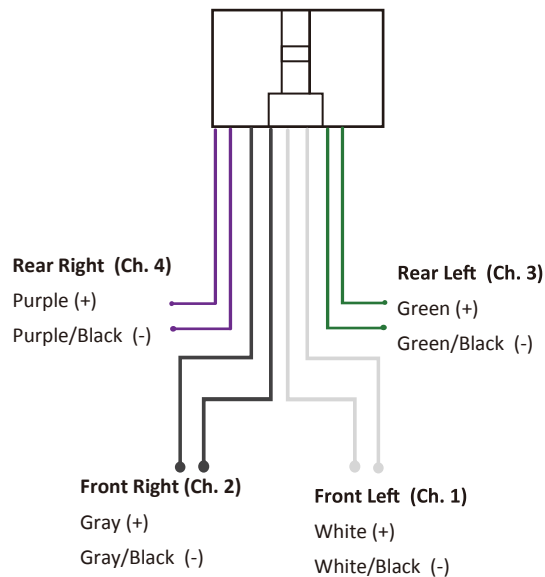 Rear Right (Ch. 4)
Purple (+)
Purple/Black (-)
Rear Left (Ch. 3)
Green (+)
Green/Black (-)
Front Right (Ch. 2)
Gray (+)
Gray/Black (-)
Front Left (Ch. 1)
White (+)
White/Black (-)